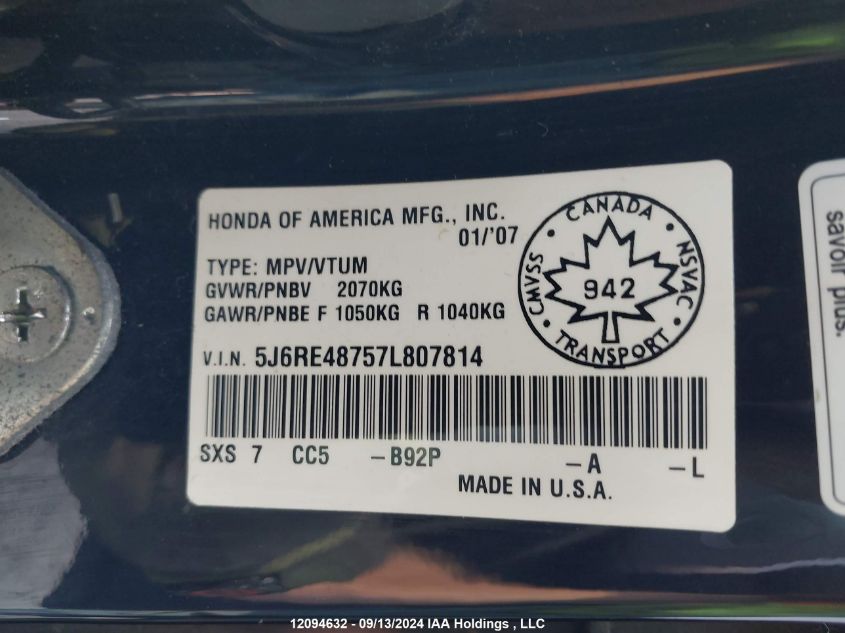 HONDA OF AMERICA MFG., INC.
01/'07
TYPE: MPV/VTUM
GVWR/PNBV 2070KG
GAWR/PNBE F 1050KG R 1040KG
V.I.N. 5J6RE48757L807814
SXS 7 CC5 -B92P -A -L
MADE IN U.S.A.
CANADA
CMVSS 942 NSVAC
TRANSPORT
savoir plus.
12094632 - 09/13/2024 IAA Holdings , LLC